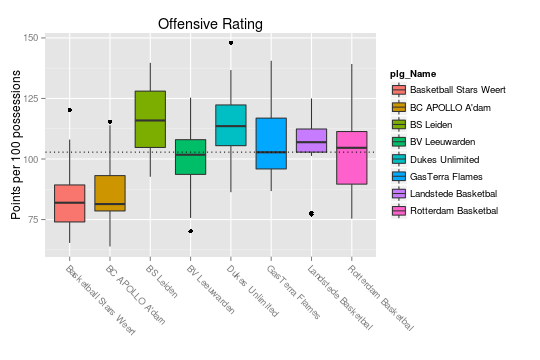 Offensive Rating
Points per 100 possessions
150
125
100
75
Basketball Stars Weert
BC APOLLO A'dam
BS Leiden
BV Leeuwarden
Dukes Unlimited
GasTerra Flames
Landstede Basketbal
Rotterdam Basketbal
plg_Name
Basketball Stars Weert
BC APOLLO A'dam
BS Leiden
BV Leeuwarden
Dukes Unlimited
GasTerra Flames
Landstede Basketbal
Rotterdam Basketbal